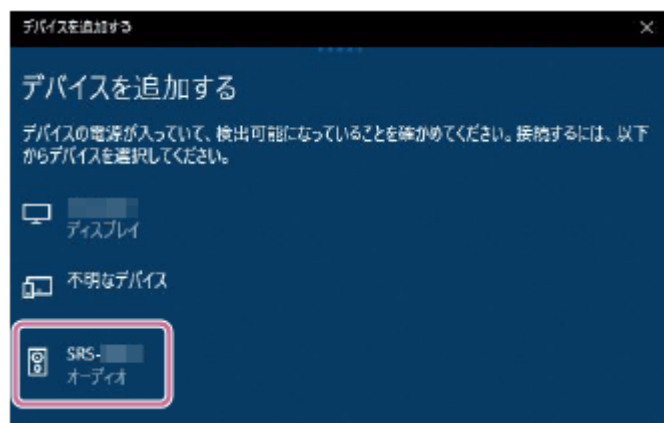 デバイスを追加する
デバイスを追加する
デバイスの電源が入っていて、検出可能になっていることを確かめてください。接続するには、以下
からデバイスを選択してください。
ディスプレイ
不明なデバイス
SRS-
オーディオ